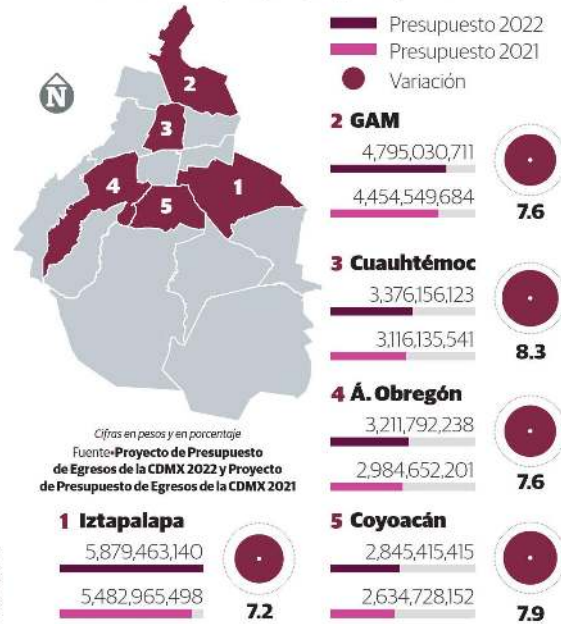 Presupuesto 2022
Presupuesto 2021
Variación
N
2
3
4
1
5
2 GAM
4,795,030,711
4,454,549,684
7.6
3 Cuauhtémoc
3,376,156,123
3,116,135,541
8.3
4 Á. Obregón
3,211,792,238
2,984,652,201
7.6
Cifras en pesos y en porcentaje
Fuente•Proyecto de Presupuesto
de Egresos de la CDMX 2022 y Proyecto
de Presupuesto de Egresos de la CDMX 2021
1 Iztapalapa
5,879,463,140
5,482,965,498
7.2
5 Coyoacán
2,845,415,415
2,634,728,152
7.9